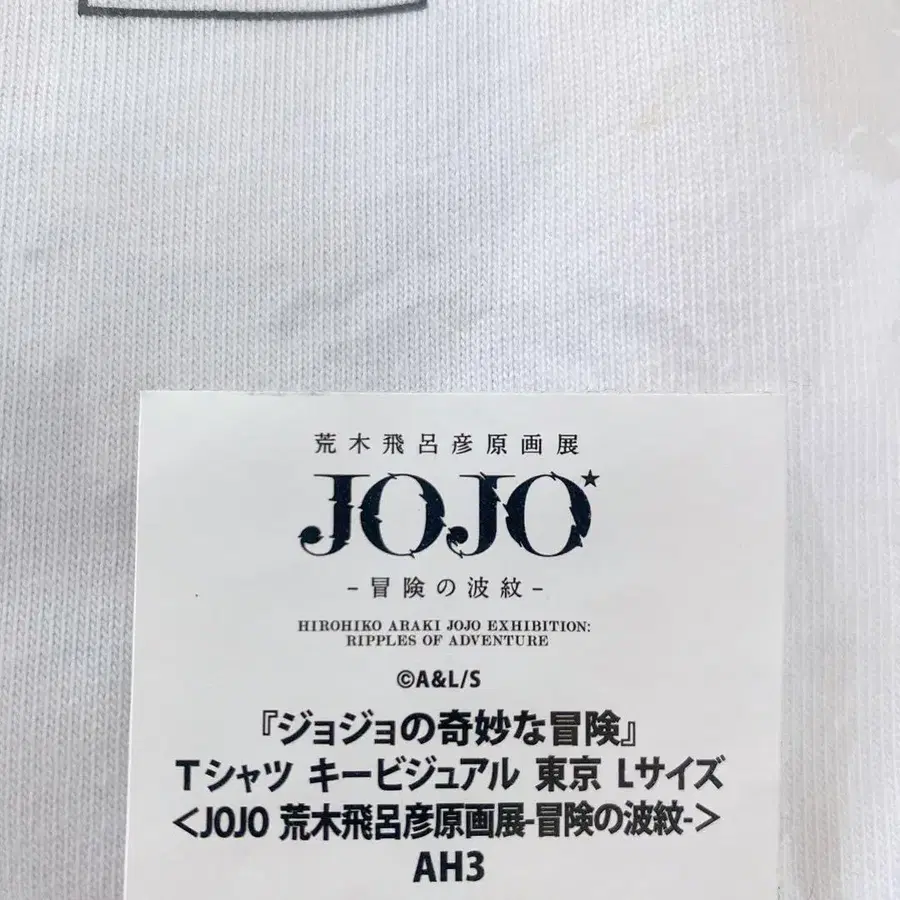 荒木飛呂彦原画展
JOJO★
-冒険の波紋-
HIROHIKO ARAKI JOJO EXHIBITION:
RIPPLES OF ADVENTURE
©A&L/S
『ジョジョの奇妙な冒険』
Tシャツ キービジュアル 東京 Lサイズ
<JOJO 荒木飛呂彦原画展-冒険の波紋->
AH3